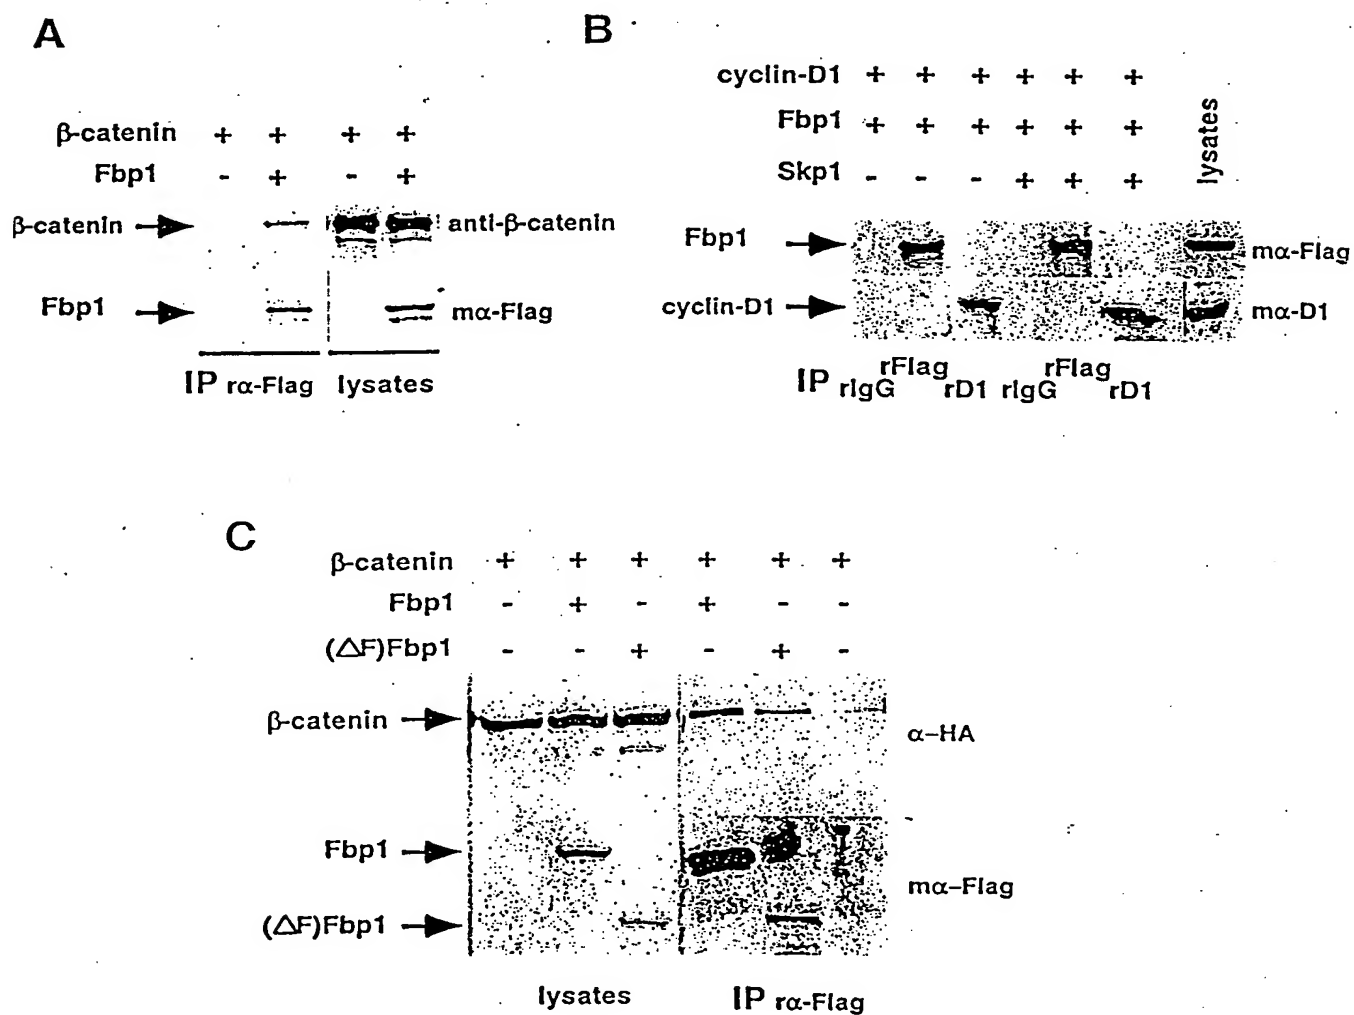 A
β-catenin + + + +
Fbp1 - + - +
β-catenin anti-β-catenin
Fbp1 mα-Flag
IP rα-Flag lysates
B
cyclin-D1 + + + + + +
Fbp1 + + + + + +
Skp1 - - - + + +
lysates
Fbp1 mα-Flag
cyclin-D1 mα-D1
IP rIgG rFlag rD1 rIgG rFlag rD1
C
β-catenin + + + + + +
Fbp1 - + - + - -
(△F)Fbp1 - - + - + -
β-catenin α-HA
Fbp1
mα-Flag
(△F)Fbp1
lysates IP rα-Flag